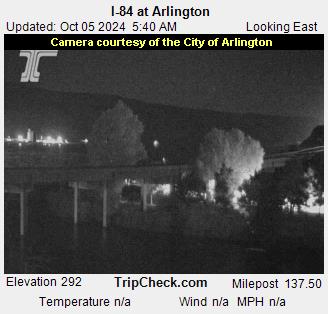 I-84 at Arlington
Updated: Oct 05 2024 5:40 AM Looking East
Camera courtesy of the City of Arlington
Elevation 292 TripCheck.com Milepost 137.50
Temperature n/a Wind n/a MPH n/a